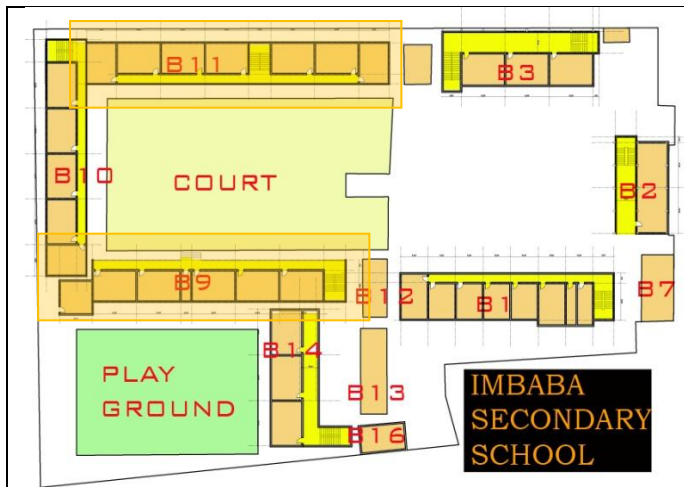 B11
B3
B10
COURT
B2
B9
B12
B1
B7
B14
PLAY
GROUND
B13
B16
IMBABA
SECONDARY
SCHOOL